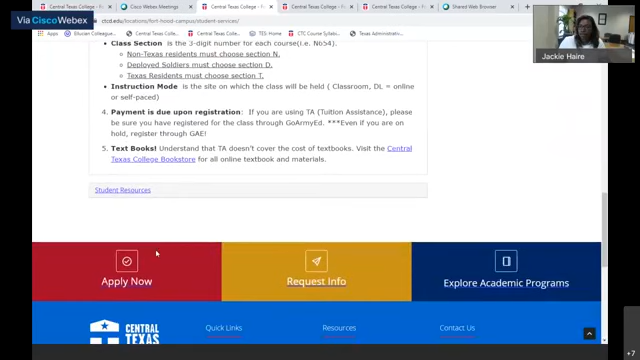 Via Cisco Webex
Central Texas College - F
Cisco Webex Meetings
Central Texas College - F
Central Texas College - F
Central Texas College - F
Shared Web Browser
ctcd.edu/locations/fort-hood-campus/student-services/
Apps
Ellucian Colleague
CTC Home
TES: Home
CTC Course Syllabi
Texas Administrativ
Jackie Haire
• Class Section is the 3-digit number for each course(i.e. N654).
Non-Texas residents must choose section N.
Deployed Soldiers must choose section D.
Texas Residents must choose section T.
• Instruction Mode is the site on which the class will be held ( Classroom, DL = online
or self-paced)
4. Payment is due upon registration: If you are using TA (Tuition Assistance), please
be sure you have registered for the class through GoArmyEd. ***Even if you are on
hold, register through GAE!
5. Text Books! Understand that TA doesn't cover the cost of textbooks. Visit the Central
Texas College Bookstore for all online textbook and materials.
Student Resources
Apply Now
Request Info
Explore Academic Programs
CENTRAL
TEXAS
Quick Links
Resources
Contact Us
+7